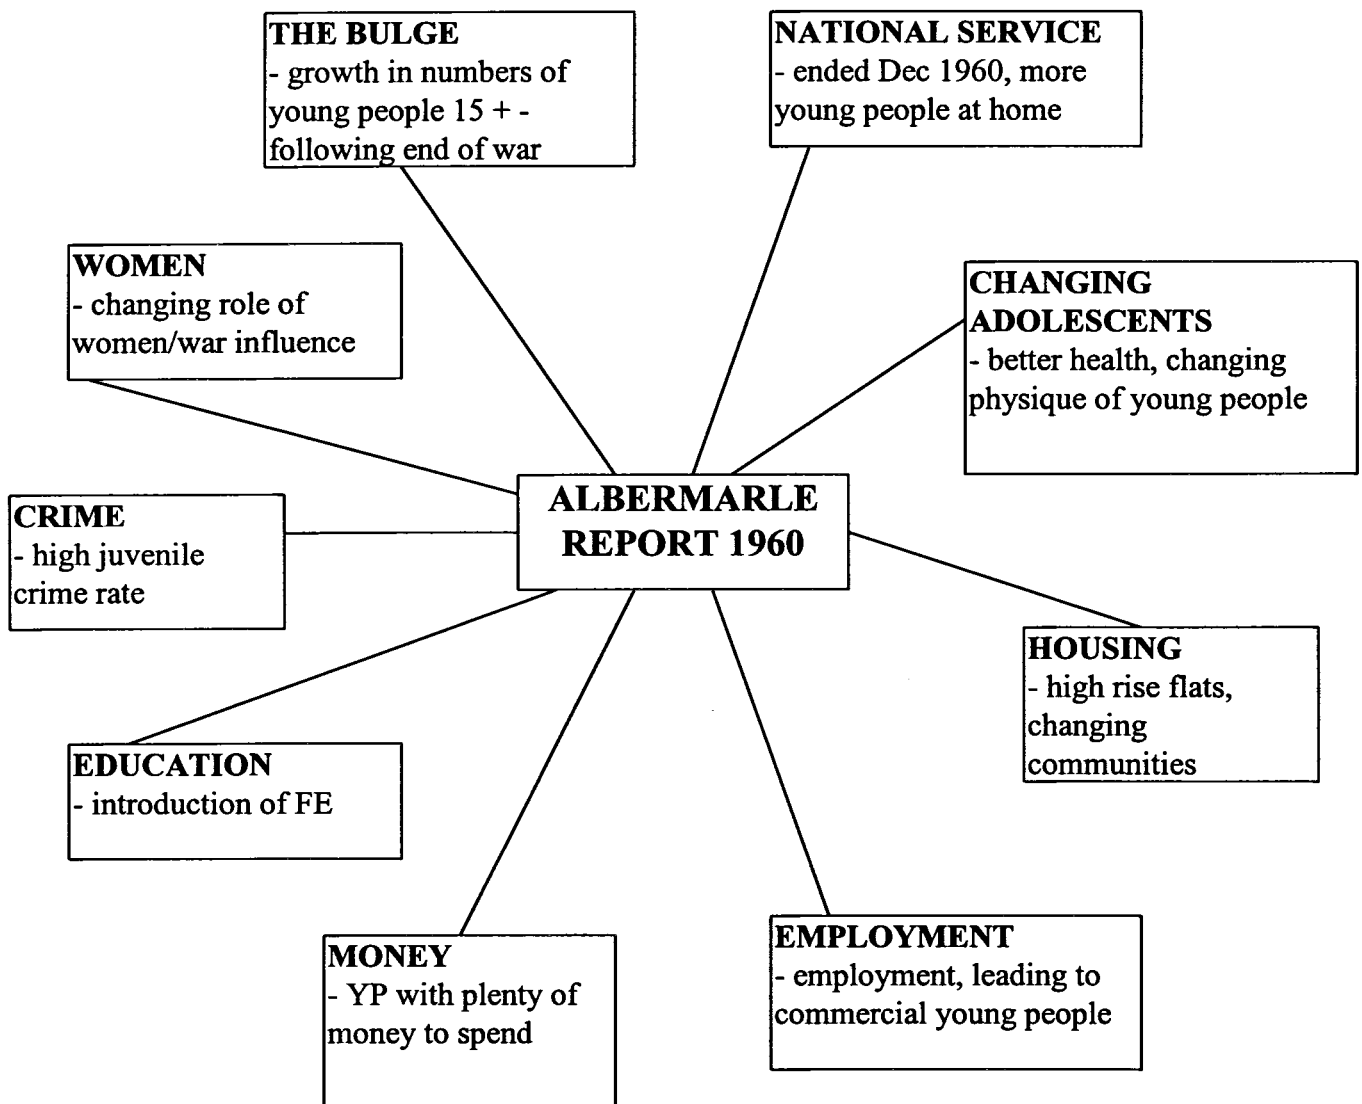 THE BULGE
- growth in numbers of
young people 15 + -
following end of war
NATIONAL SERVICE
- ended Dec 1960, more
young people at home
WOMEN
- changing role of
women/war influence
CHANGING
ADOLESCENTS
- better health, changing
physique of young people
ALBERMARLE
REPORT 1960
CRIME
- high juvenile
crime rate
HOUSING
- high rise flats,
changing
communities
EDUCATION
- introduction of FE
MONEY
- YP with plenty of
money to spend
EMPLOYMENT
- employment, leading to
commercial young people